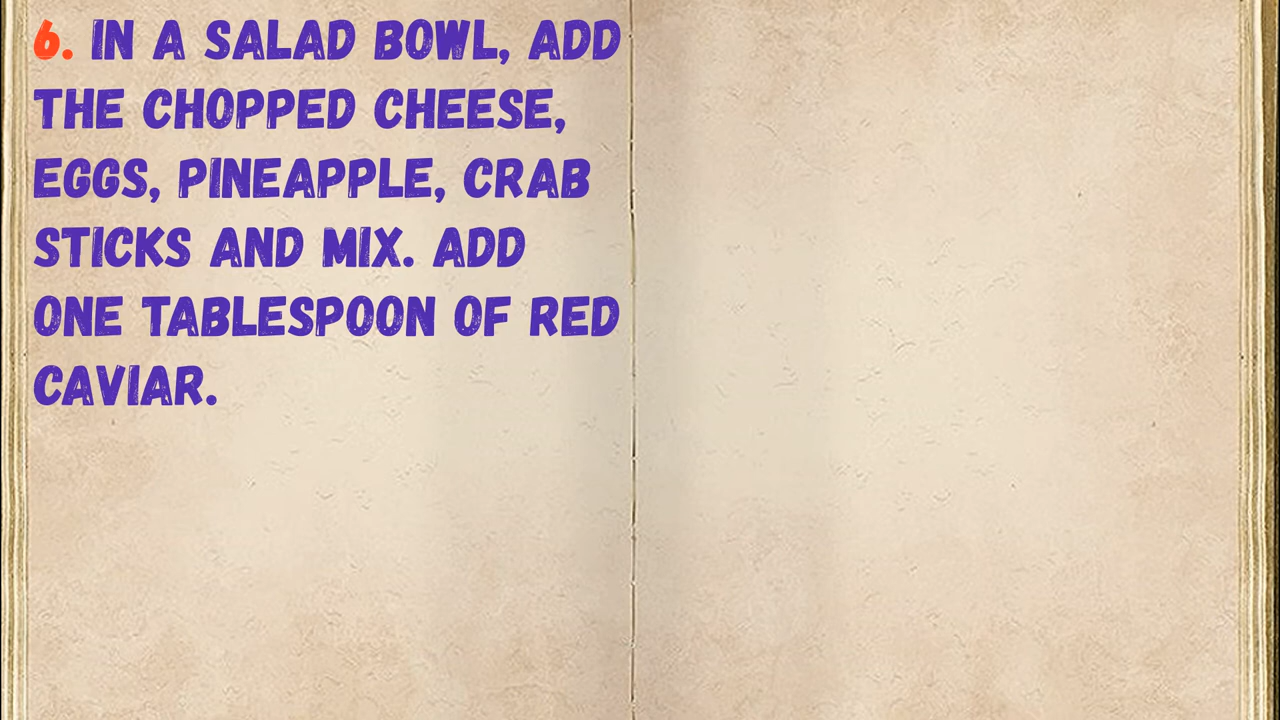 6. IN A SALAD BOWL, ADD
THE CHOPPED CHEESE,
EGGS, PINEAPPLE, CRAB
STICKS AND MIX. ADD
ONE TABLESPOON OF RED
CAVIAR.